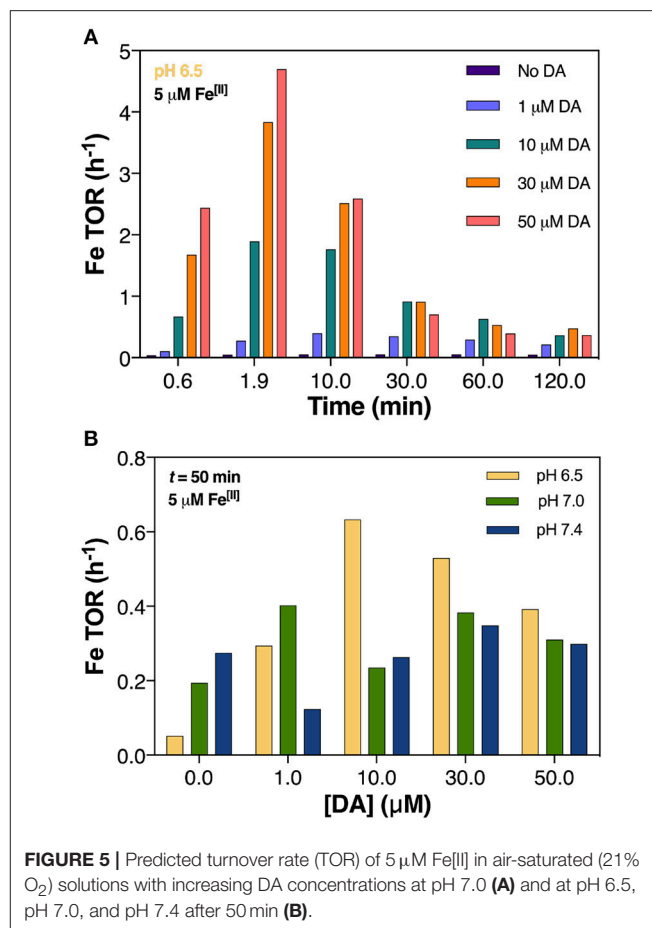 A
Fe TOR (h-1)
5
4
3
2
1
0
pH 6.5
5 µM Fe[II]
No DA
1 µM DA
10 µM DA
30 µM DA
50 µM DA
0.6 1.9 10.0 30.0 60.0 120.0
Time (min)
B
Fe TOR (h-1)
0.8
0.6
0.4
0.2
0.0
t = 50 min
5 µM Fe[II]
pH 6.5
pH 7.0
pH 7.4
0.0 1.0 10.0 30.0 50.0
[DA] (µM)
FIGURE 5 | Predicted turnover rate (TOR) of 5 µM Fe[II] in air-saturated (21%
O2) solutions with increasing DA concentrations at pH 7.0 (A) and at pH 6.5,
pH 7.0, and pH 7.4 after 50 min (B).